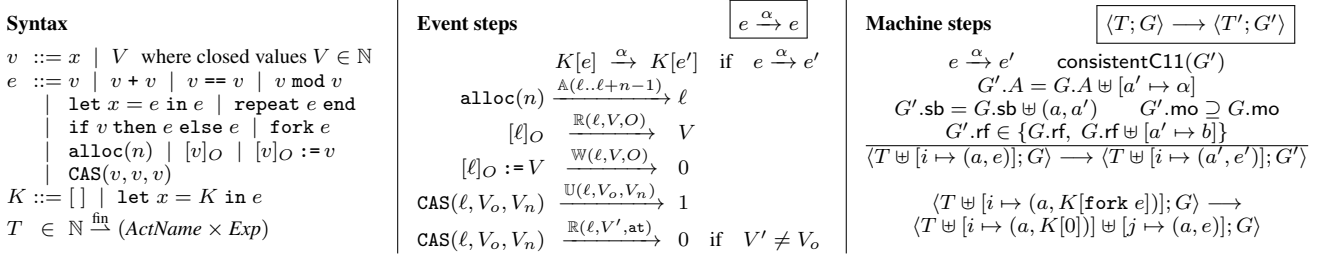 Syntax
v ::= x | V where closed values V ∈ ℕ
e ::= v | v + v | v == v | v mod v
| let x = e in e | repeat e end
| if v then e else e | fork e
| alloc(n) | [v]_O | [v]_O := v
| CAS(v, v, v)
K ::= [ ] | let x = K in e
T ∈ ℕ ⇀^fin (ActName × Exp)
Event steps
e —α→ e
K[e] —α→ K[e′] if e —α→ e′
alloc(n) —𝔸(ℓ..ℓ+n−1)→ ℓ
[ℓ]_O —ℝ(ℓ,V,O)→ V
[ℓ]_O := V —𝕎(ℓ,V,O)→ 0
CAS(ℓ, V_o, V_n) —𝕌(ℓ,V_o,V_n)→ 1
CAS(ℓ, V_o, V_n) —ℝ(ℓ,V′,at)→ 0 if V′ ≠ V_o
Machine steps
⟨T; G⟩ ⟶ ⟨T′; G′⟩
e —α→ e′ consistentC11(G′)
G′.A = G.A ⊎ [a′ ↦ α]
G′.sb = G.sb ⊎ (a, a′) G′.mo ⊇ G.mo
G′.rf ∈ {G.rf, G.rf ⊎ [a′ ↦ b]}
⟨T ⊎ [i ↦ (a, e)]; G⟩ ⟶ ⟨T ⊎ [i ↦ (a′, e′)]; G′⟩
⟨T ⊎ [i ↦ (a, K[fork e])]; G⟩ ⟶
⟨T ⊎ [i ↦ (a, K[0])] ⊎ [j ↦ (a, e)]; G⟩